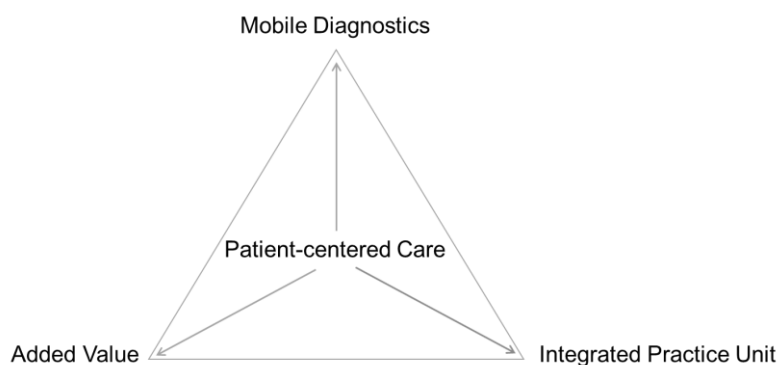 Mobile Diagnostics
Patient-centered Care
Added Value
Integrated Practice Unit